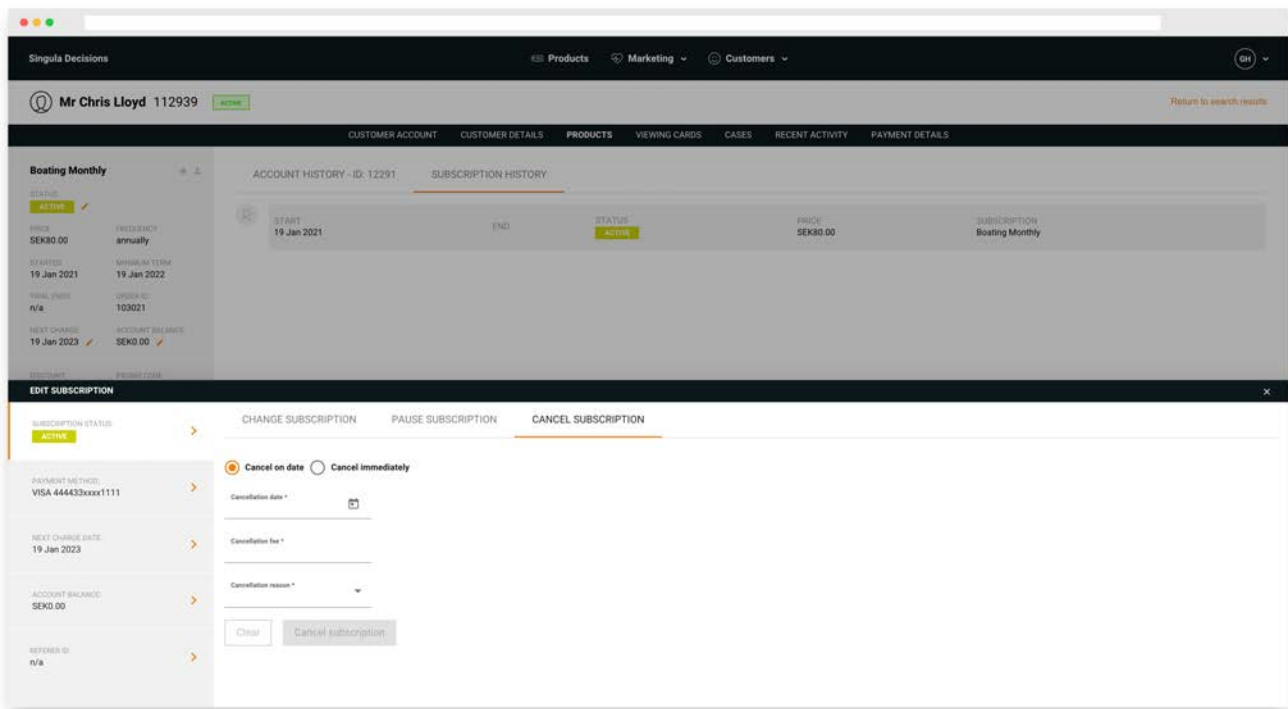 Singula Decisions
Products Marketing Customers
GH
Mr Chris Lloyd 112939 ACTIVE
Return to search results
CUSTOMER ACCOUNT CUSTOMER DETAILS PRODUCTS VIEWING CARDS CASES RECENT ACTIVITY PAYMENT DETAILS
Boating Monthly
STATUS
ACTIVE
PRICE FREQUENCY
SEK80.00 annually
STARTED MINIMUM TERM
19 Jan 2021 19 Jan 2022
TRIAL ENDS ORDER ID
n/a 103021
NEXT CHARGE ACCOUNT BALANCE
19 Jan 2023 SEK0.00
DISCOUNT PROMO CODE
ACCOUNT HISTORY - ID: 12291 SUBSCRIPTION HISTORY
START END STATUS PRICE SUBSCRIPTION
19 Jan 2021 ACTIVE SEK80.00 Boating Monthly
EDIT SUBSCRIPTION
SUBSCRIPTION STATUS:
ACTIVE
PAYMENT METHOD:
VISA 444433xxxx1111
NEXT CHARGE DATE:
19 Jan 2023
ACCOUNT BALANCE:
SEK0.00
REFERER ID:
n/a
CHANGE SUBSCRIPTION PAUSE SUBSCRIPTION CANCEL SUBSCRIPTION
Cancel on date Cancel immediately
Cancellation date *
Cancellation fee *
Cancellation reason *
Clear Cancel subscription